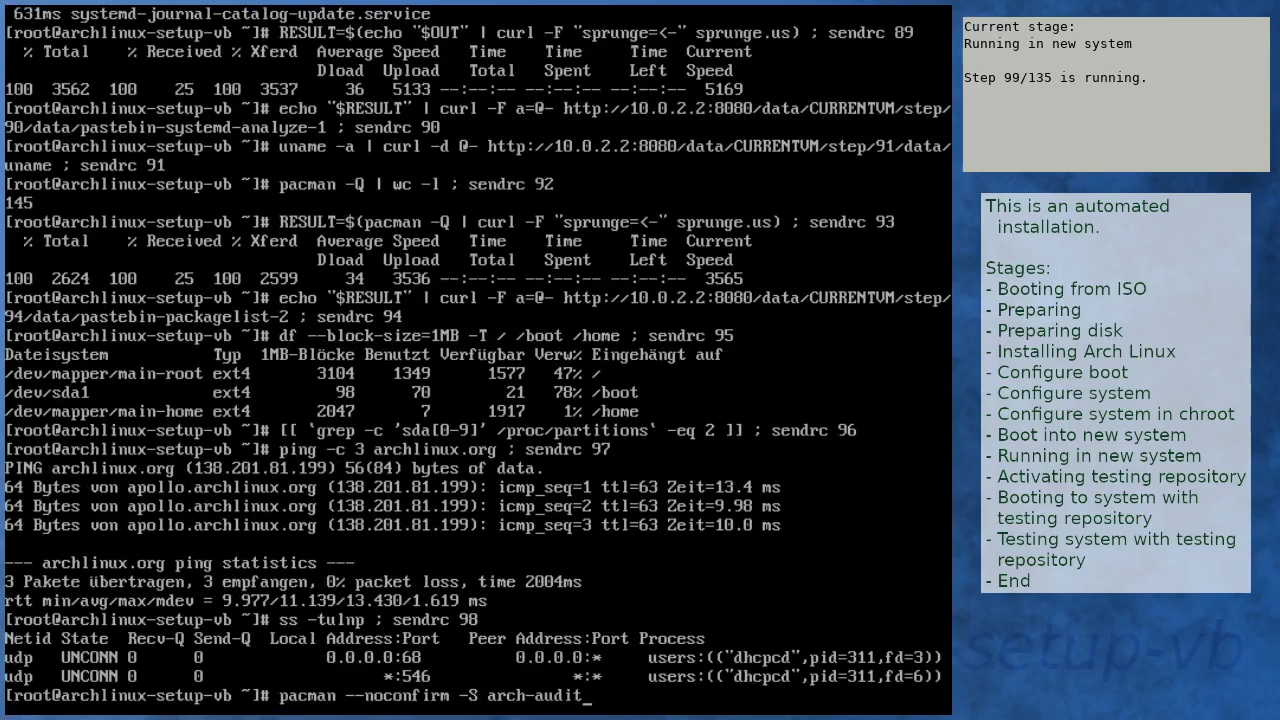 631ms systemd-journal-catalog-update.service
[root@archlinux-setup-vb ~]# RESULT=$(echo "$OUT" | curl -F "sprunge=<-" sprunge.us) ; sendrc 89
  % Total    % Received % Xferd  Average Speed   Time    Time     Time  Current
                                 Dload  Upload   Total   Spent    Left  Speed
100  3562  100    25  100  3537     36   5133 --:--:-- --:--:-- --:--:--  5169
[root@archlinux-setup-vb ~]# echo "$RESULT" | curl -F a=@- http://10.0.2.2:8080/data/CURRENTVM/step/
90/data/pastebin-systemd-analyze-1 ; sendrc 90
[root@archlinux-setup-vb ~]# uname -a | curl -d @- http://10.0.2.2:8080/data/CURRENTVM/step/91/data/
uname ; sendrc 91
[root@archlinux-setup-vb ~]# pacman -Q | wc -l ; sendrc 92
145
[root@archlinux-setup-vb ~]# RESULT=$(pacman -Q | curl -F "sprunge=<-" sprunge.us) ; sendrc 93
  % Total    % Received % Xferd  Average Speed   Time    Time     Time  Current
                                 Dload  Upload   Total   Spent    Left  Speed
100  2624  100    25  100  2599     34   3536 --:--:-- --:--:-- --:--:--  3565
[root@archlinux-setup-vb ~]# echo "$RESULT" | curl -F a=@- http://10.0.2.2:8080/data/CURRENTVM/step/
94/data/pastebin-packagelist-2 ; sendrc 94
[root@archlinux-setup-vb ~]# df --block-size=1MB -T / /boot /home ; sendrc 95
Dateisystem           Typ  1MB-Blöcke Benutzt Verfügbar Verw% Eingehängt auf
/dev/mapper/main-root ext4       3104    1349      1577   47% /
/dev/sda1             ext4         98      70        21   78% /boot
/dev/mapper/main-home ext4       2047       7      1917    1% /home
[root@archlinux-setup-vb ~]# [[ `grep -c 'sda[0-9]' /proc/partitions` -eq 2 ]] ; sendrc 96
[root@archlinux-setup-vb ~]# ping -c 3 archlinux.org ; sendrc 97
PING archlinux.org (138.201.81.199) 56(84) bytes of data.
64 Bytes von apollo.archlinux.org (138.201.81.199): icmp_seq=1 ttl=63 Zeit=13.4 ms
64 Bytes von apollo.archlinux.org (138.201.81.199): icmp_seq=2 ttl=63 Zeit=9.98 ms
64 Bytes von apollo.archlinux.org (138.201.81.199): icmp_seq=3 ttl=63 Zeit=10.0 ms
--- archlinux.org ping statistics ---
3 Pakete übertragen, 3 empfangen, 0% packet loss, time 2004ms
rtt min/avg/max/mdev = 9.977/11.139/13.430/1.619 ms
[root@archlinux-setup-vb ~]# ss -tulnp ; sendrc 98
Netid State  Recv-Q Send-Q  Local Address:Port   Peer Address:Port Process
udp   UNCONN 0      0             0.0.0.0:68          0.0.0.0:*     users:(("dhcpcd",pid=311,fd=3))
udp   UNCONN 0      0                   *:546               *:*     users:(("dhcpcd",pid=311,fd=6))
[root@archlinux-setup-vb ~]# pacman --noconfirm -S arch-audit_
Current stage:
Running in new system
Step 99/135 is running.
This is an automated
installation.
Stages:
- Booting from ISO
- Preparing
- Preparing disk
- Installing Arch Linux
- Configure boot
- Configure system
- Configure system in chroot
- Boot into new system
- Running in new system
- Activating testing repository
- Booting to system with
testing repository
- Testing system with testing
repository
- End
setup-vb